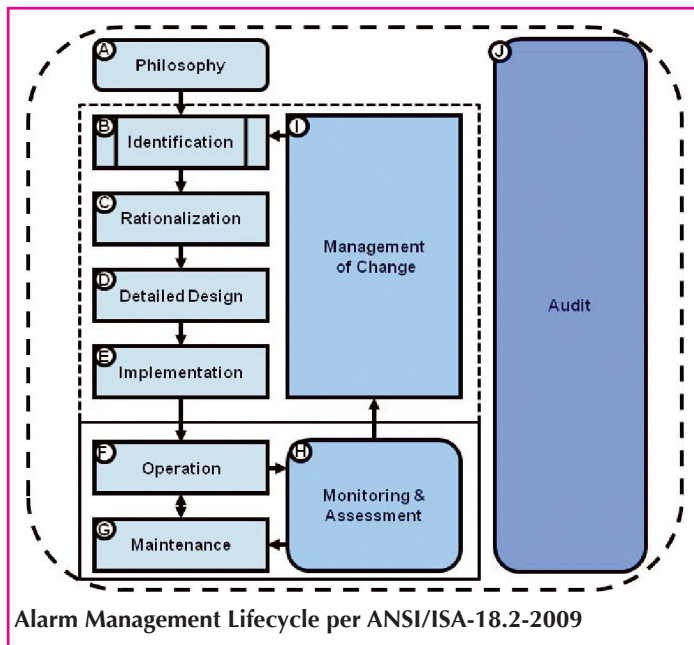 A
Philosophy
B
Identification
C
Rationalization
D
Detailed Design
E
Implementation
F
Operation
G
Maintenance
H
Monitoring &
Assessment
I
Management
of Change
J
Audit
Alarm Management Lifecycle per ANSI/ISA-18.2-2009